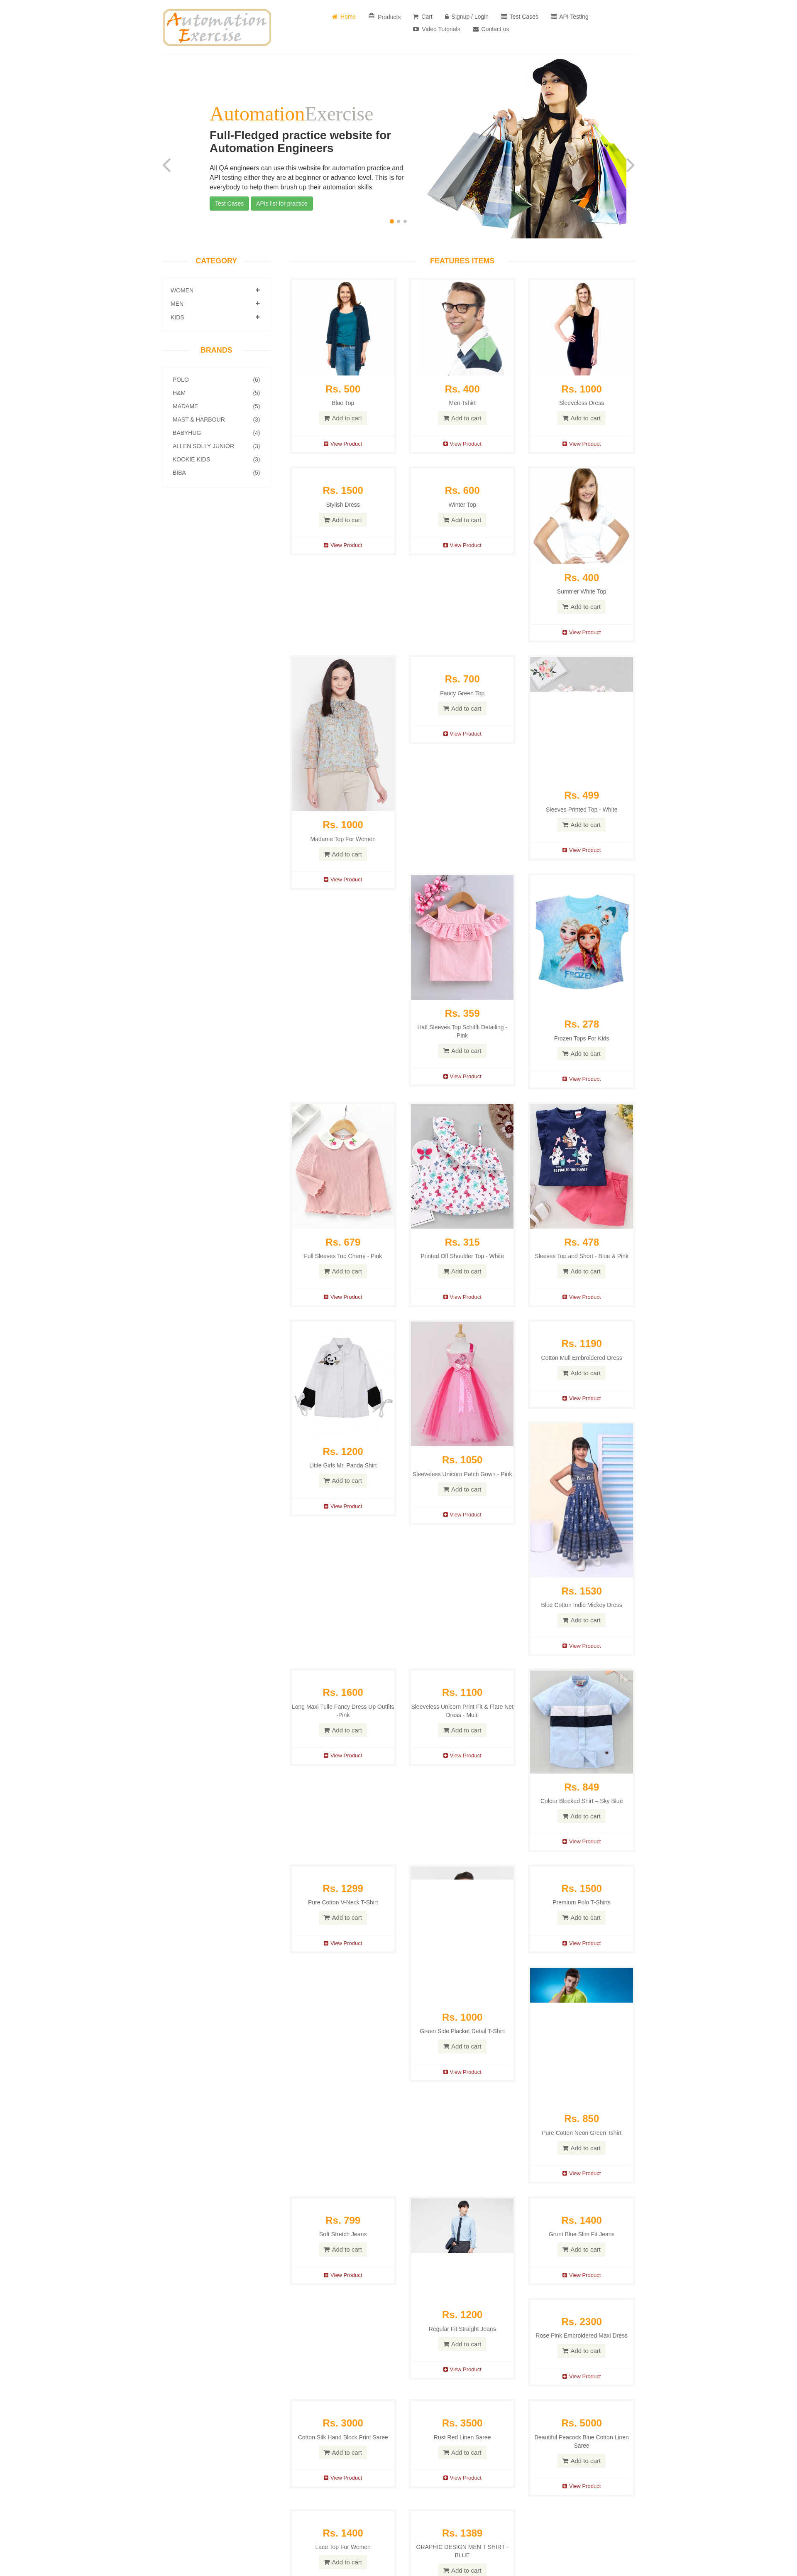 Automation
Exercise
Home
Products
Cart
Signup / Login
Test Cases
API Testing
Video Tutorials
Contact us
AutomationExercise
Full-Fledged practice website for
Automation Engineers
All QA engineers can use this website for automation practice and
API testing either they are at beginner or advance level. This is for
everybody to help them brush up their automation skills.
Test Cases
APIs list for practice
CATEGORY
WOMEN
MEN
KIDS
BRANDS
POLO (6)
H&M (5)
MADAME (5)
MAST & HARBOUR (3)
BABYHUG (4)
ALLEN SOLLY JUNIOR (3)
KOOKIE KIDS (3)
BIBA (5)
FEATURES ITEMS
Rs. 500
Blue Top
Add to cart
View Product
Rs. 400
Men Tshirt
Add to cart
View Product
Rs. 1000
Sleeveless Dress
Add to cart
View Product
Rs. 1500
Stylish Dress
Add to cart
View Product
Rs. 600
Winter Top
Add to cart
View Product
Rs. 400
Summer White Top
Add to cart
View Product
Rs. 1000
Madame Top For Women
Add to cart
View Product
Rs. 700
Fancy Green Top
Add to cart
View Product
Rs. 499
Sleeves Printed Top - White
Add to cart
View Product
Rs. 359
Half Sleeves Top Schiffli Detailing -
Pink
Add to cart
View Product
FROZEN
Rs. 278
Frozen Tops For Kids
Add to cart
View Product
Rs. 679
Full Sleeves Top Cherry - Pink
Add to cart
View Product
Rs. 315
Printed Off Shoulder Top - White
Add to cart
View Product
Rs. 478
Sleeves Top and Short - Blue & Pink
Add to cart
View Product
Rs. 1200
Little Girls Mr. Panda Shirt
Add to cart
View Product
Rs. 1050
Sleeveless Unicorn Patch Gown - Pink
Add to cart
View Product
Rs. 1190
Cotton Mull Embroidered Dress
Add to cart
View Product
Rs. 1530
Blue Cotton Indie Mickey Dress
Add to cart
View Product
Rs. 1600
Long Maxi Tulle Fancy Dress Up Outfits
-Pink
Add to cart
View Product
Rs. 1100
Sleeveless Unicorn Print Fit & Flare Net
Dress - Multi
Add to cart
View Product
Rs. 849
Colour Blocked Shirt – Sky Blue
Add to cart
View Product
Rs. 1299
Pure Cotton V-Neck T-Shirt
Add to cart
View Product
Rs. 1000
Green Side Placket Detail T-Shirt
Add to cart
View Product
Rs. 1500
Premium Polo T-Shirts
Add to cart
View Product
Rs. 850
Pure Cotton Neon Green Tshirt
Add to cart
View Product
Rs. 799
Soft Stretch Jeans
Add to cart
View Product
Rs. 1200
Regular Fit Straight Jeans
Add to cart
View Product
Rs. 1400
Grunt Blue Slim Fit Jeans
Add to cart
View Product
Rs. 2300
Rose Pink Embroidered Maxi Dress
Add to cart
View Product
Rs. 3000
Cotton Silk Hand Block Print Saree
Add to cart
View Product
Rs. 3500
Rust Red Linen Saree
Add to cart
View Product
Rs. 5000
Beautiful Peacock Blue Cotton Linen
Saree
Add to cart
View Product
Rs. 1400
Lace Top For Women
Add to cart
Rs. 1389
GRAPHIC DESIGN MEN T SHIRT -
BLUE
Add to cart